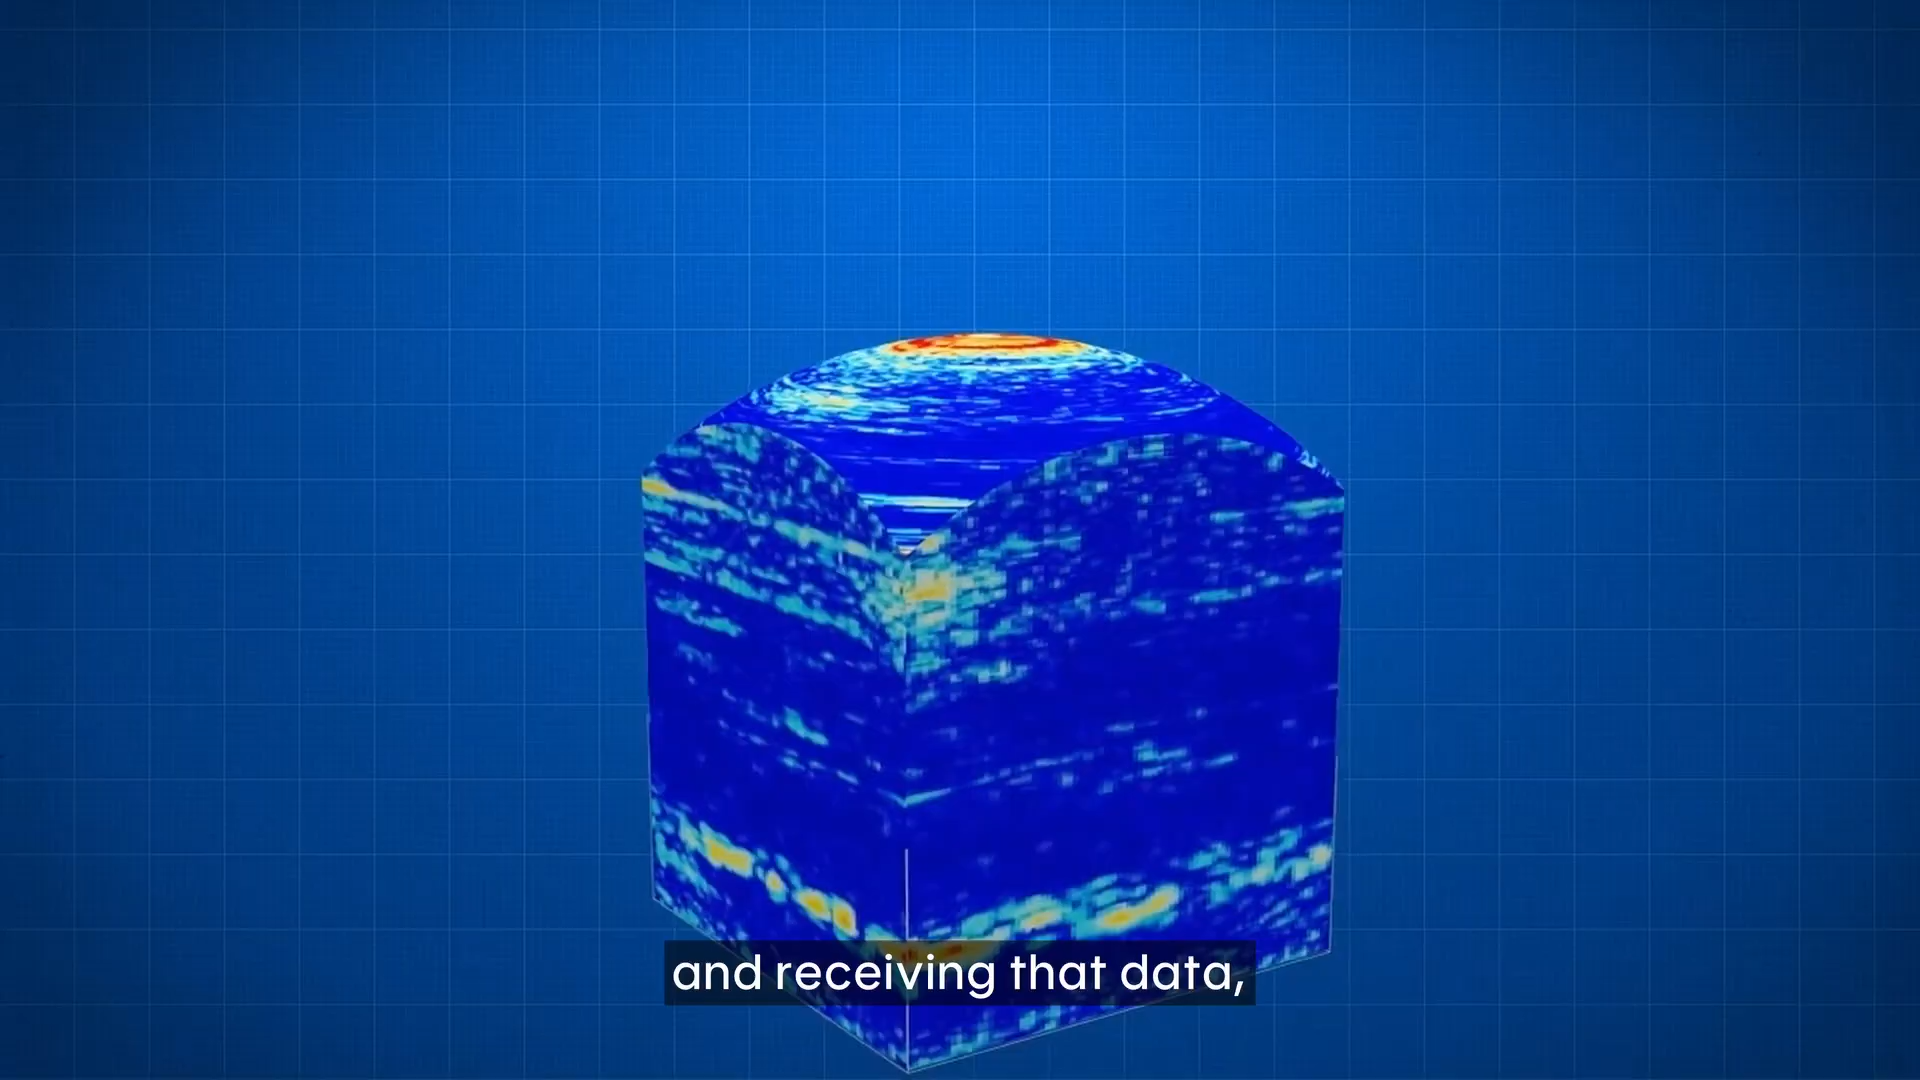 and receiving that data,